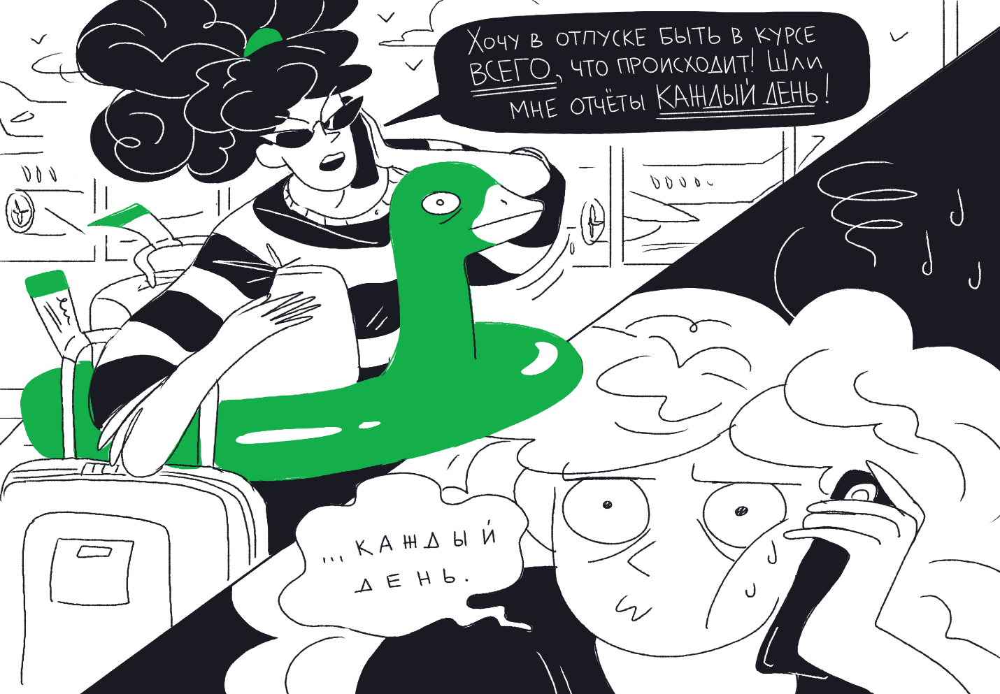 Хочу в отпуске быть в курсе
ВСЕГО, что происходит! Шли
мне отчёты КАЖДЫЙ ДЕНЬ!
...каждый
день.